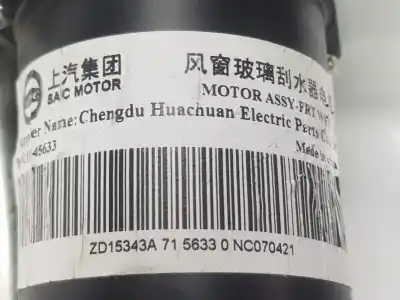 上汽集团
SAIC MOTOR
风窗玻璃刮水器电
MOTOR ASSY-FRT
Name: Chengdu Huachuan Electric Parts
45633
Made in
ZD15343A 71 5633 0 NC070421